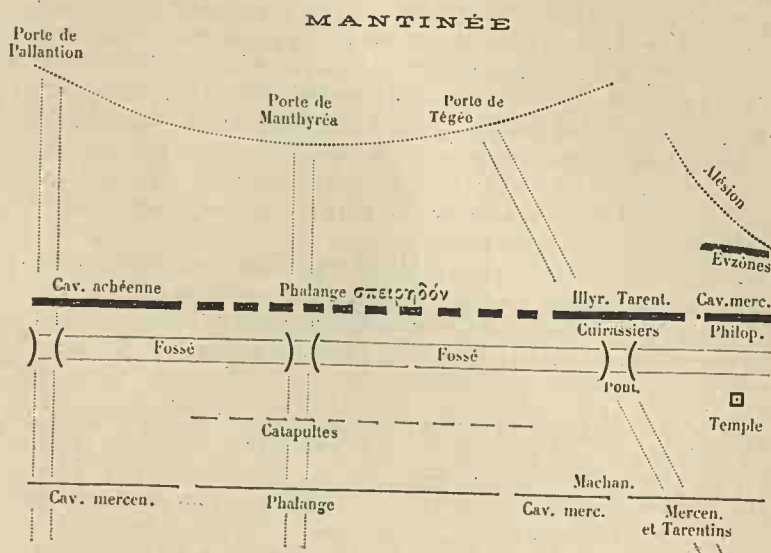 MANTINÉE
Porte de
Pallantion
Porte de
Manthyréa
Porte de
Tégée
Alésion
Evzônes
Cav. achéenne
Phalange σπειρηδόν
Illyr. Tarent.
Cav. merc.
Cuirassiers
Philop.
Fossé
Fossé
Pont.
Temple
Catapultes
Machan.
Cav. mercen.
Phalange
Cav. merc.
Mercen.
et Tarentins